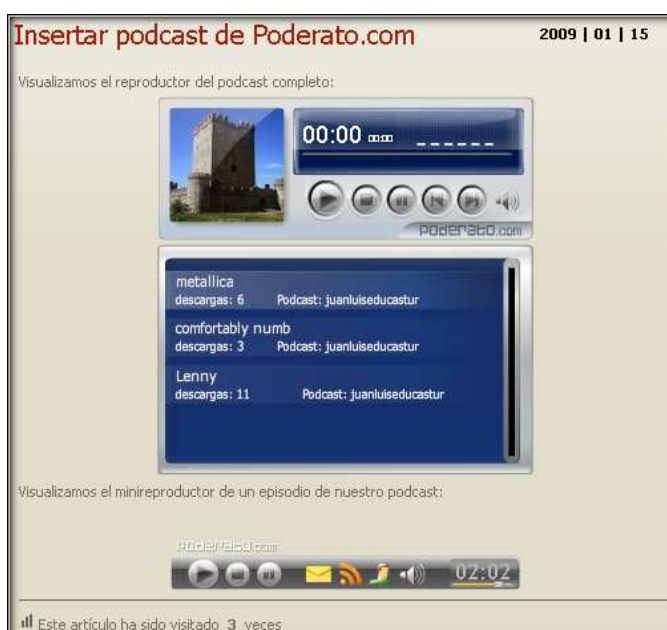 Insertar podcast de Poderato.com
2009 | 01 | 15
Visualizamos el reproductor del podcast completo:
00:00 00:00
PODERATO.com
metallica
descargas: 6 Podcast: juanluiseducastur
comfortably numb
descargas: 3 Podcast: juanluiseducastur
Lenny
descargas: 11 Podcast: juanluiseducastur
Visualizamos el minireproductor de un episodio de nuestro podcast:
PODERATO.com
02:02
Este artículo ha sido visitado 3 veces